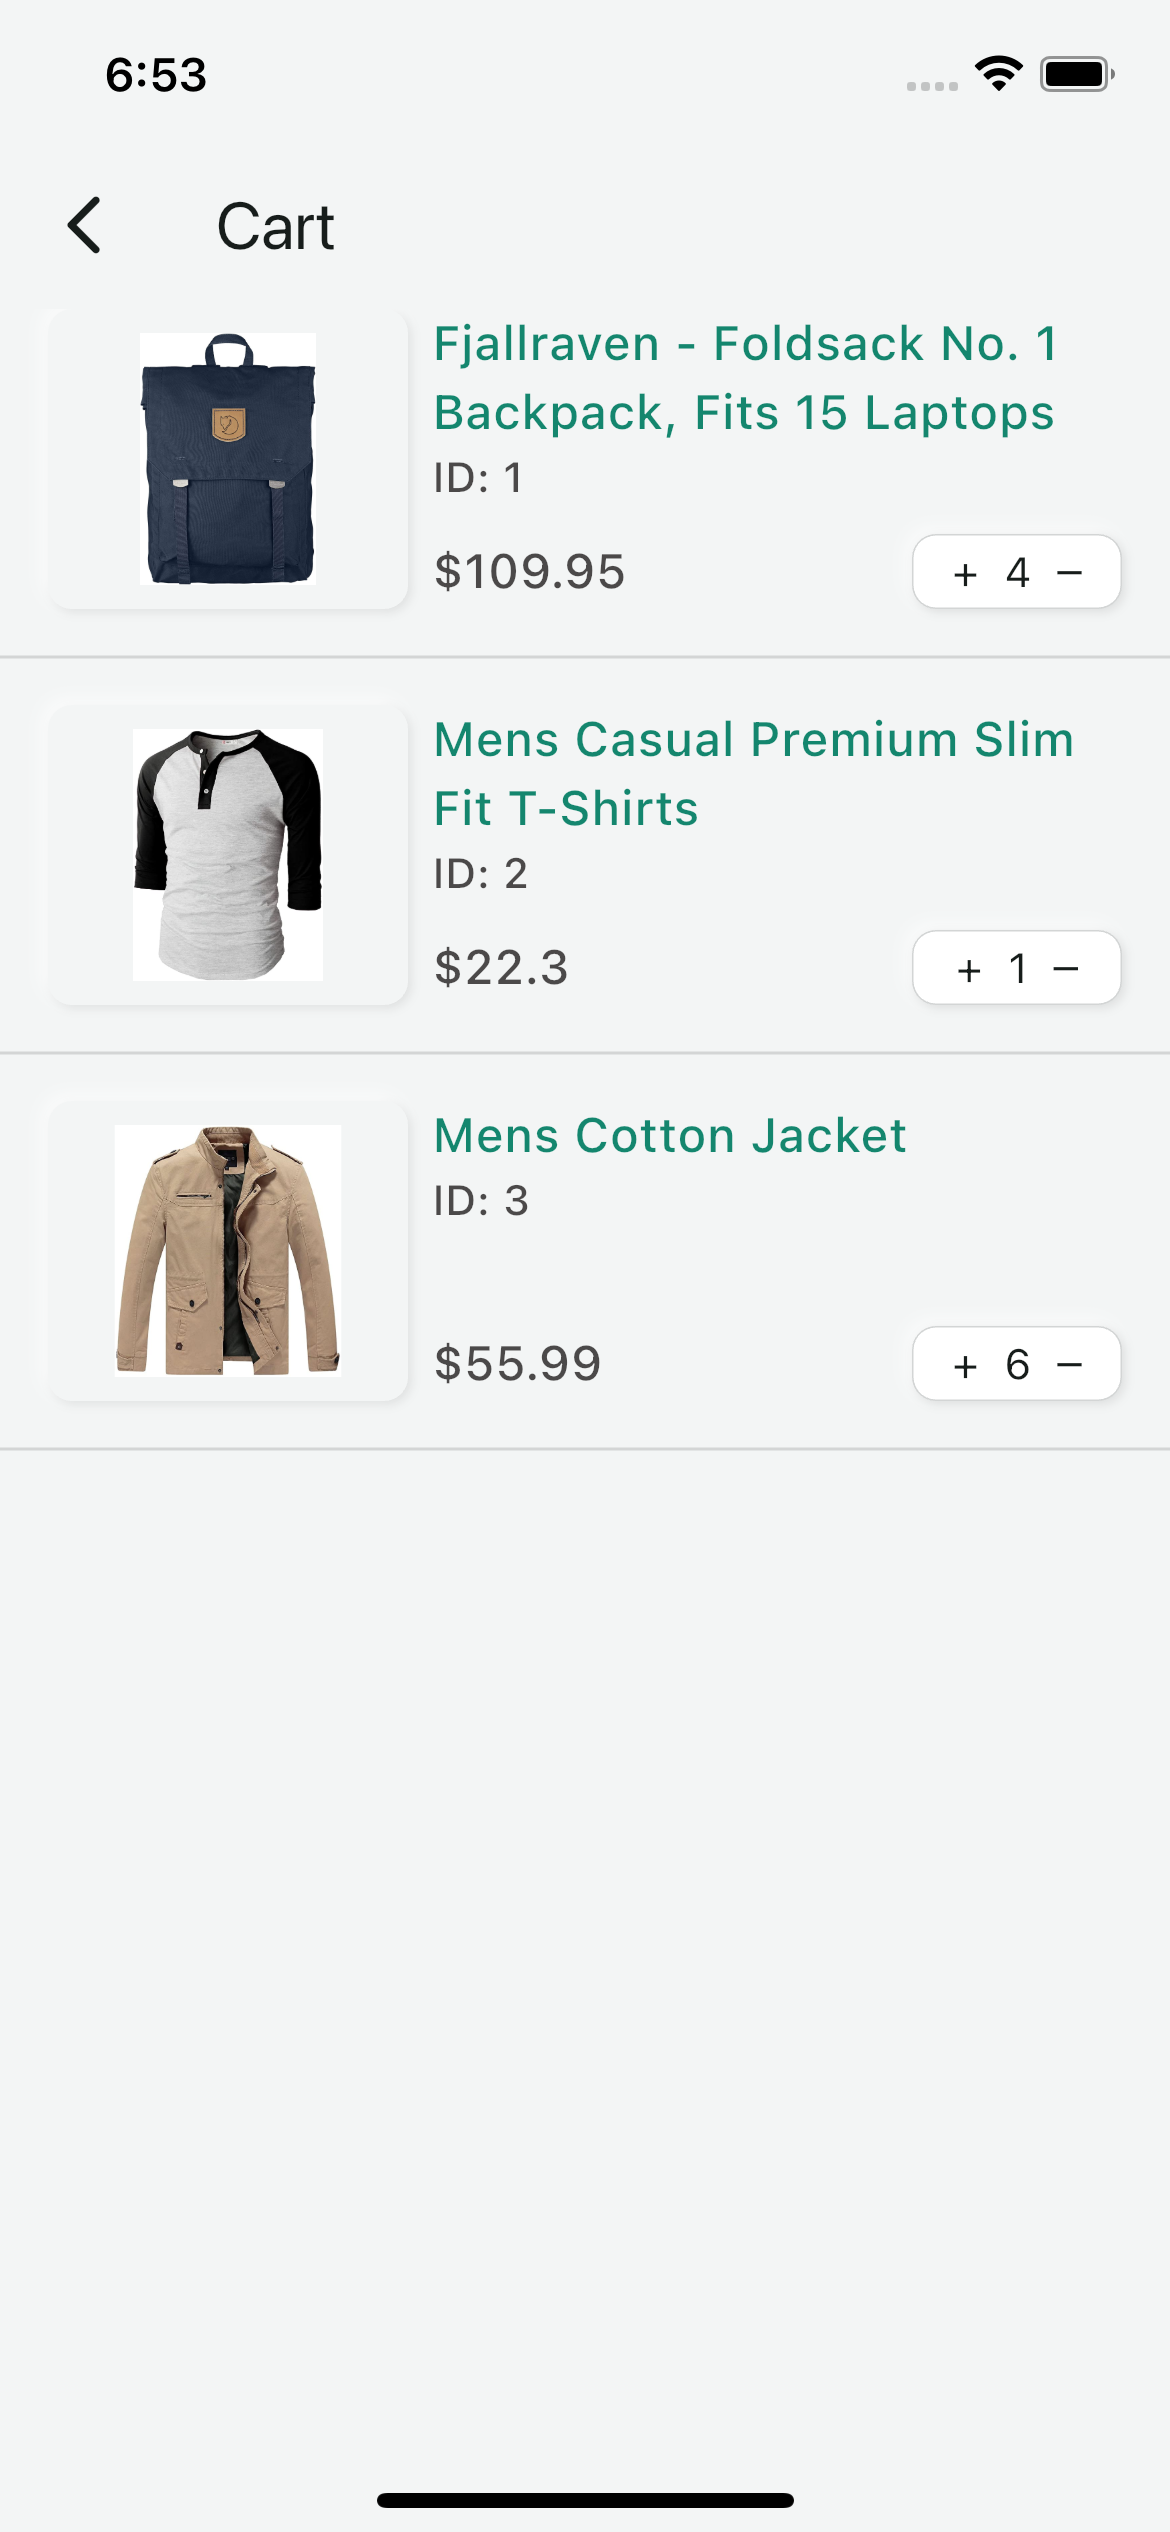 6:53
Cart
Fjallraven - Foldsack No. 1
Backpack, Fits 15 Laptops
ID: 1
$109.95
+ 4 −
Mens Casual Premium Slim
Fit T-Shirts
ID: 2
$22.3
+ 1 −
Mens Cotton Jacket
ID: 3
$55.99
+ 6 −